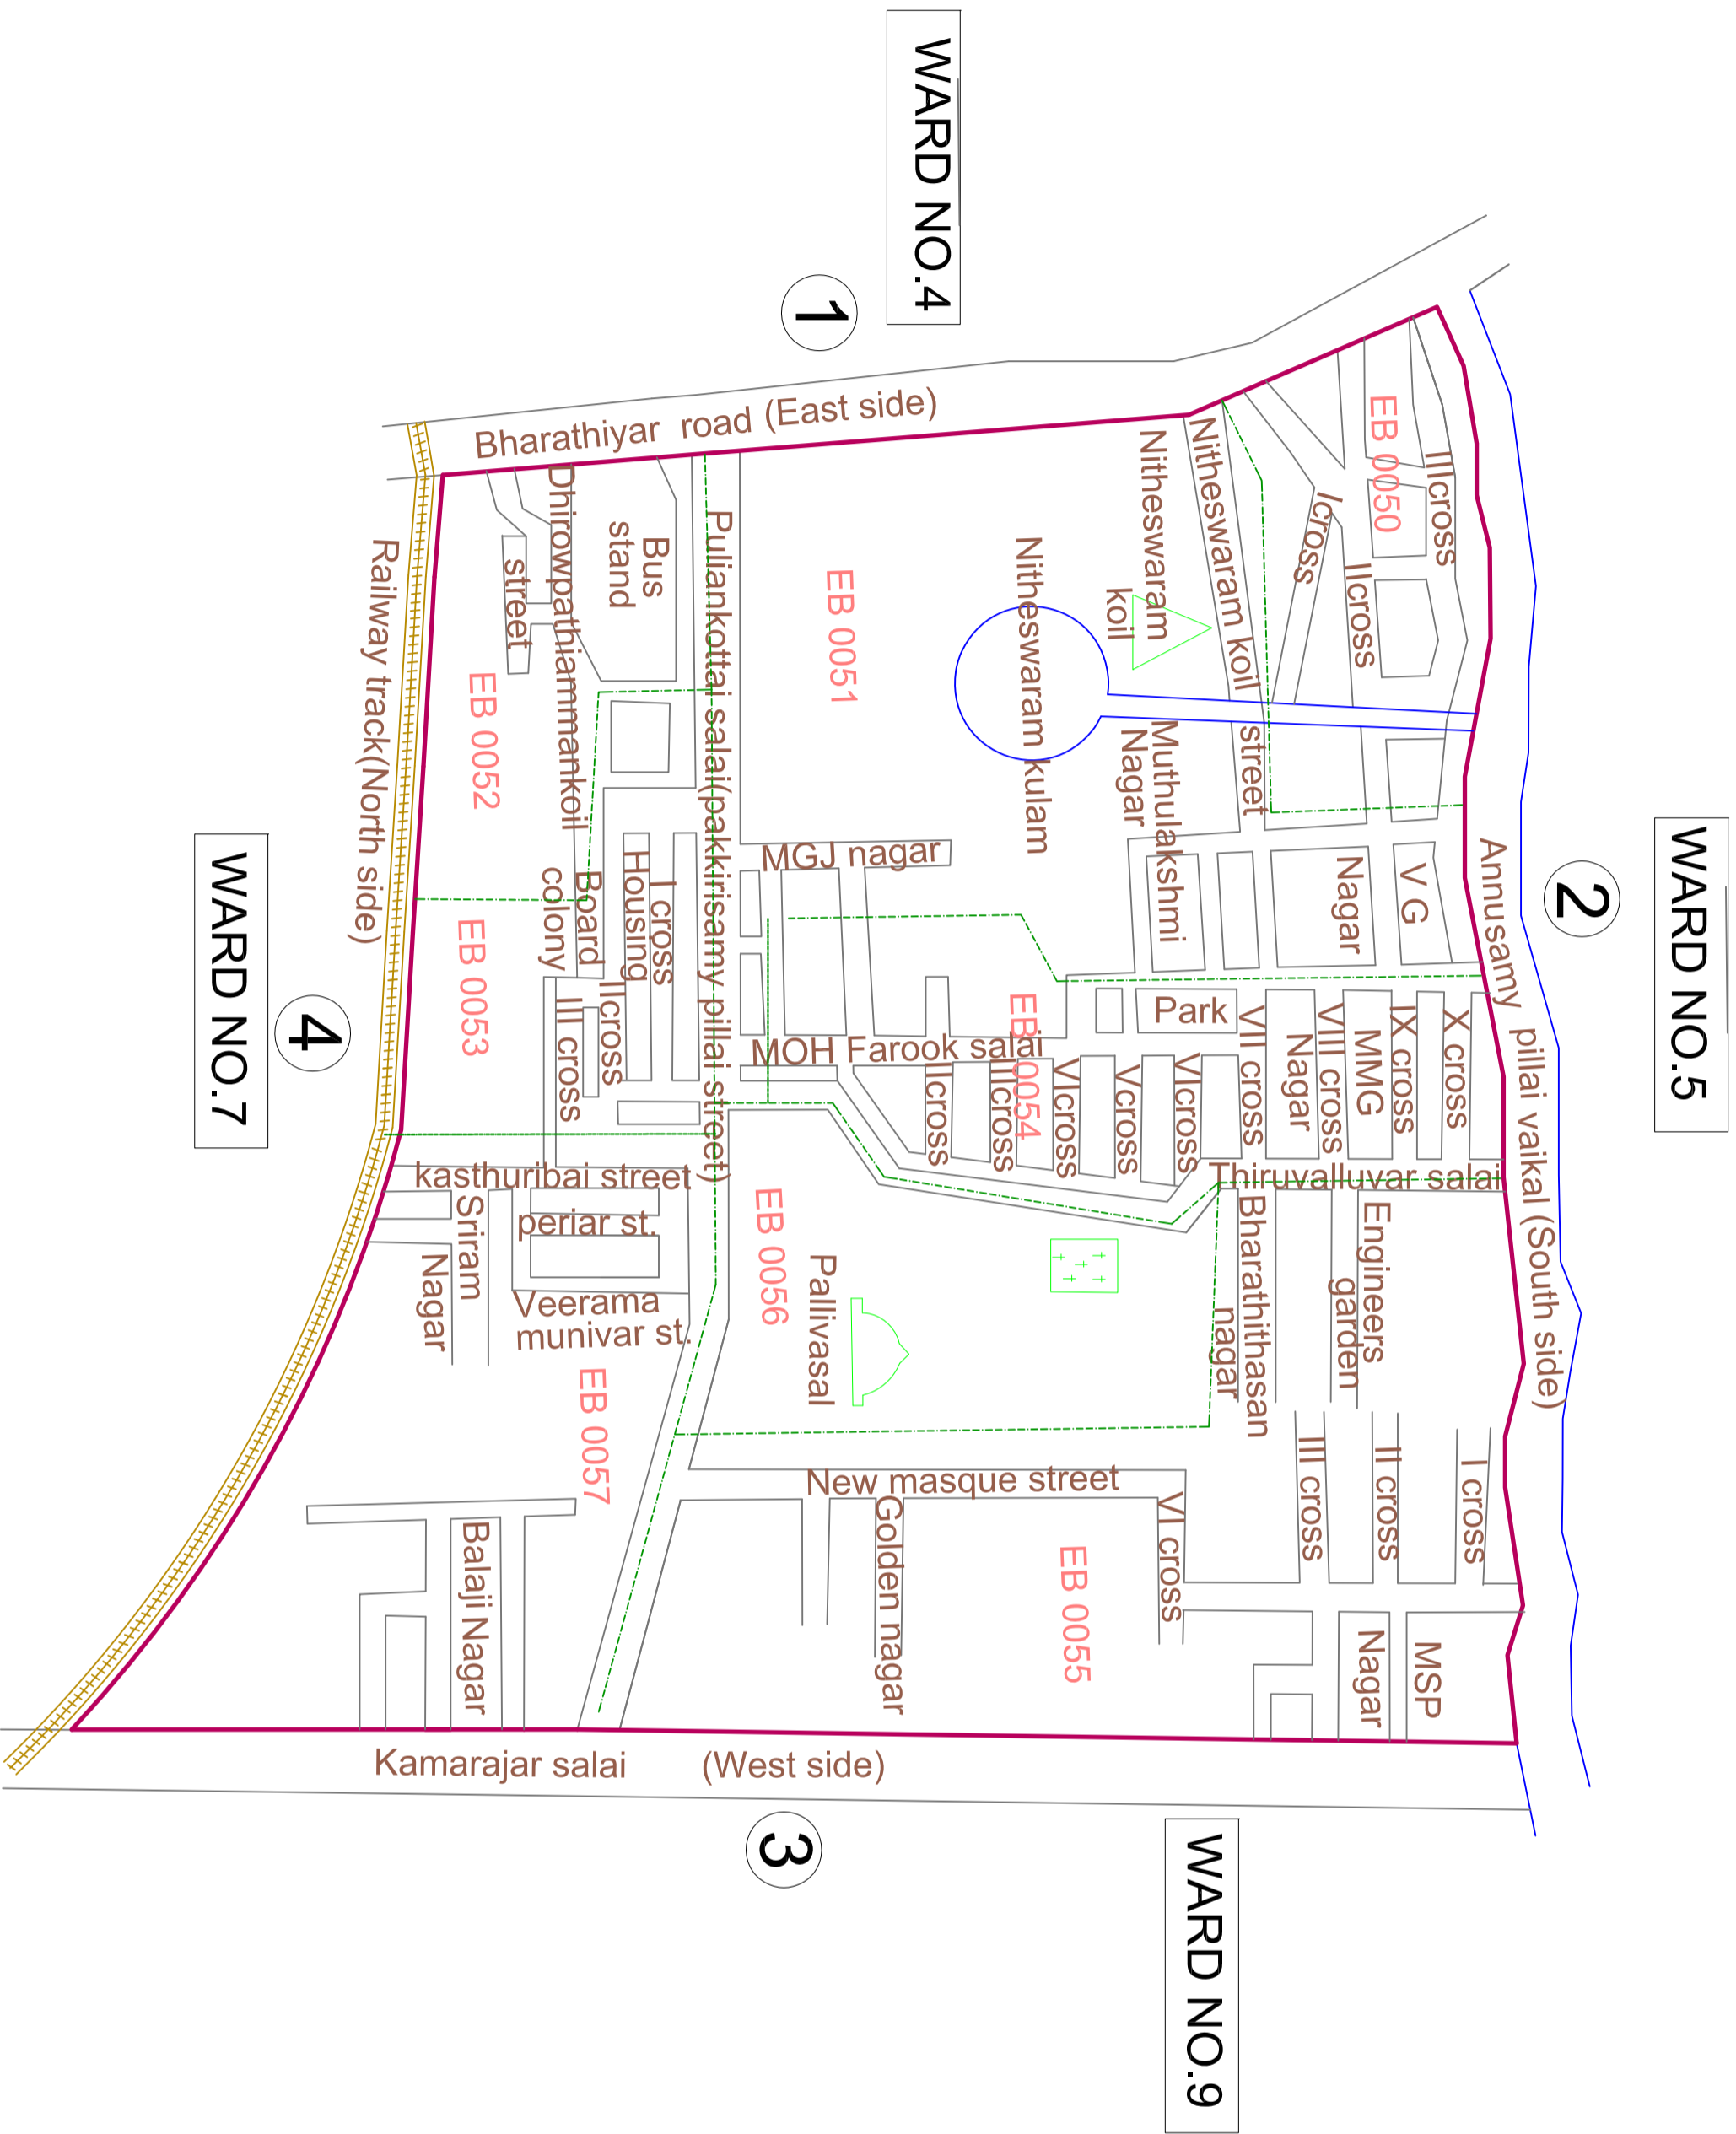 WARD NO.5
2
Annusamy pillai vaikal (South side)
WARD NO.4
1
Bharathiyar road (East side)
EB 0050
IIIcross
IIcross
Icross
Nitheswaram koil
street
Nitheswaram
koil
Nitheswaram kulam
EB 0051
Muthulakshmi
Nagar
V G
Nagar
MGJ nagar
Puliankottai salai(pakkirisamy pillai street)
Bus
stand
Dhirowpathiammankoil
street
EB 0052
Railway track(North side)
I cross
Housing
Board
colony
IIcross
III cross
EB 0053
Park
EB 0054
MOH Farook salai
X cross
IX cross
MMG
Nagar
VIII cross
VII cross
VIcross
Vcross
VIcross
IIIcross
IIcross
Thiruvalluvar salai
kasthuribai street
periar st.
Veerama
munivar st.
Sriram
Nagar
EB 0056
Pallivasal
Bharathithasan
nagar
Engineers
garden
EB 0057
New masque street
Golden nagar
VI cross
III cross
II cross
I cross
EB 0055
MSP
Nagar
Balaji Nagar
Kamarajar salai (West side)
3
WARD NO.9
4
WARD NO.7